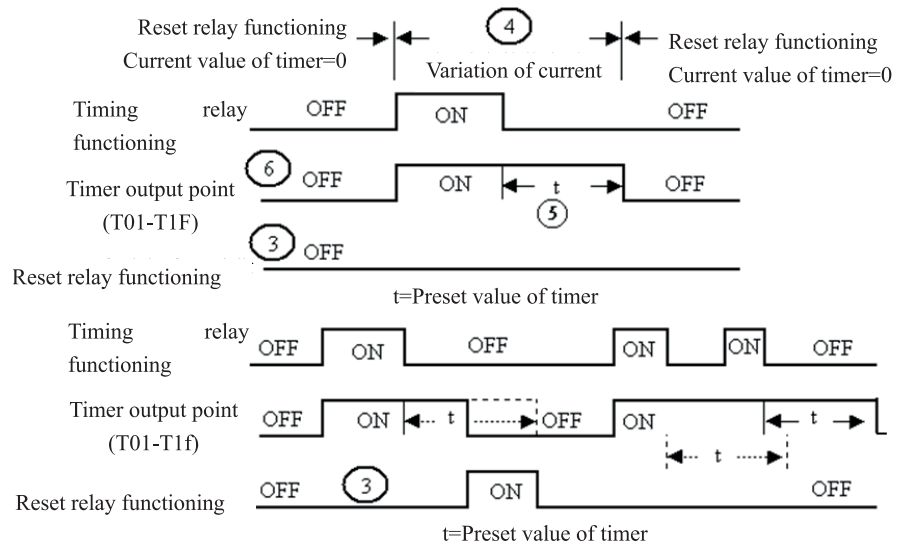 Reset relay functioning
Current value of timer=0
4
Variation of current
Reset relay functioning
Current value of timer=0
Timing relay
functioning
OFF
ON
OFF
6
Timer output point
(T01-T1F)
OFF
ON
t
5
OFF
3
OFF
Reset relay functioning
t=Preset value of timer
Timing relay
functioning
OFF
ON
OFF
ON
ON
OFF
Timer output point
(T01-T1f)
OFF
ON
t
OFF
ON
t
t
Reset relay functioning
OFF
3
ON
OFF
t=Preset value of timer